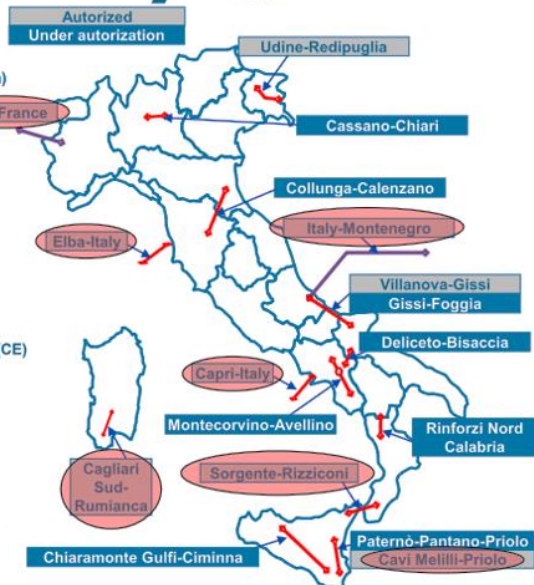 Autorized
Under autorization
Udine-Redipuglia
)
France
Cassano-Chiari
Collunga-Calenzano
Italy-Montenegro
Elba-Italy
Villanova-Gissi
Gissi-Foggia
CE)
Deliceto-Bisaccia
Capri-Italy
Montecorvino-Avellino
Rinforzi Nord
Calabria
Cagliari
Sud-
Rumianca
Sorgente-Rizziconi
Paternò-Pantano-Priolo
Cavi Melilli-Priolo
Chiaramonte Gulfi-Ciminna